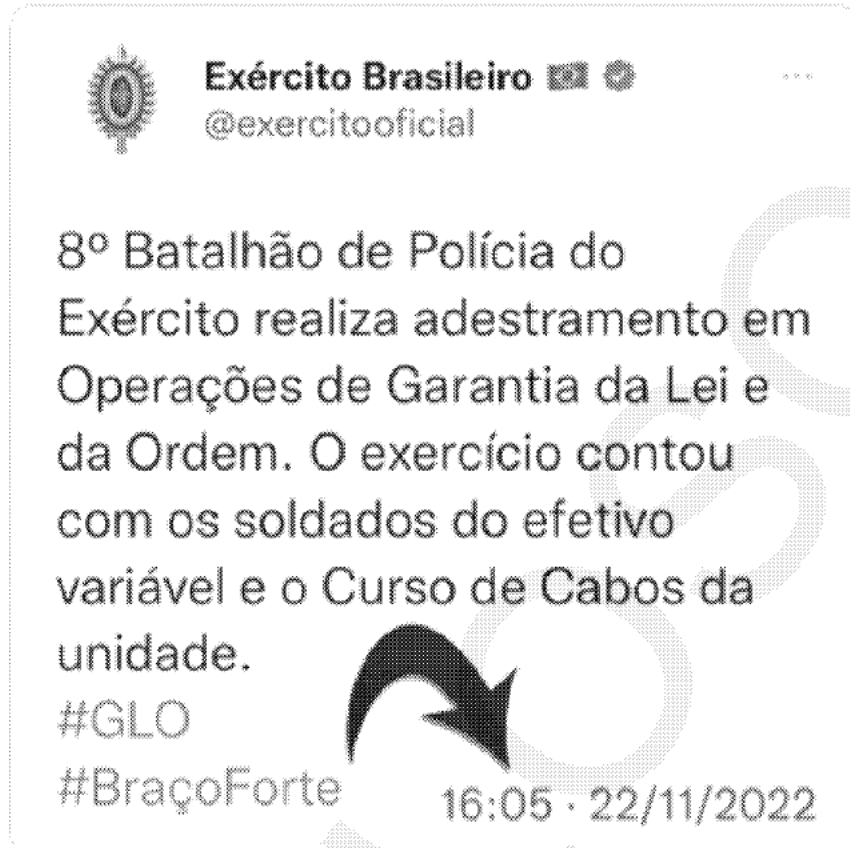 Exército Brasileiro
@exercitooficial
8º Batalhão de Polícia do
Exército realiza adestramento em
Operações de Garantia da Lei e
da Ordem. O exercício contou
com os soldados do efetivo
variável e o Curso de Cabos da
unidade.
#GLO
#BraçoForte
16:05 · 22/11/2022